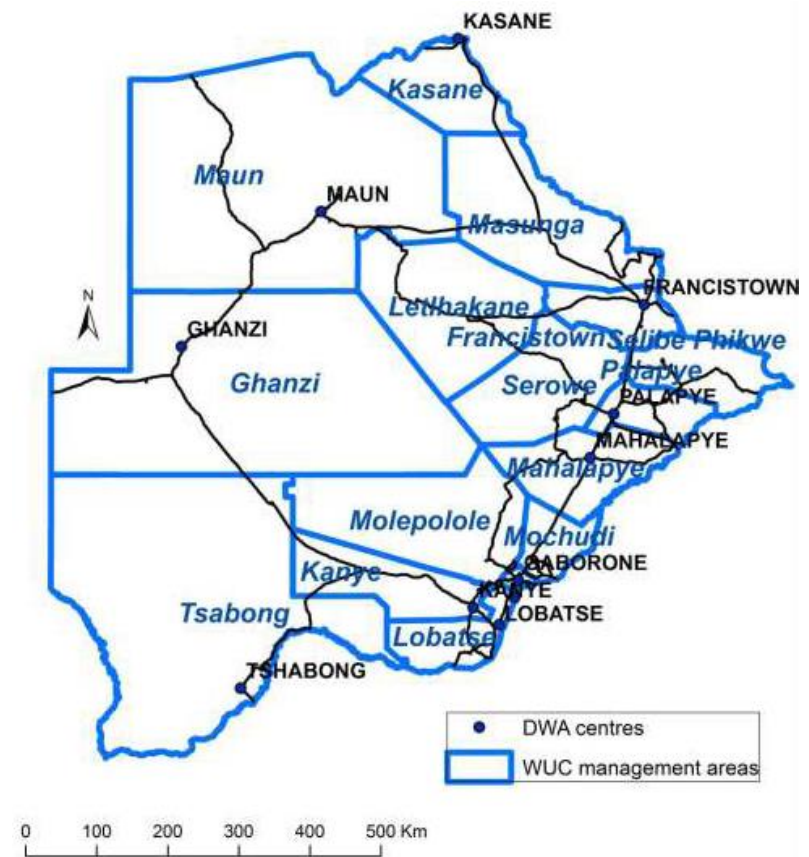 KASANE
Kasane
Maun
MAUN
Masunga
FRANCISTOWN
Letlhakane
N
GHANZI
Francistown
Selibe Phikwe
Palapye
Ghanzi
Serowe
PALAPYE
MAHALAPYE
Mahalapye
Molepolole
Mochudi
GABORONE
Kanye
KANYE
Tsabong
LOBATSE
Lobatse
TSHABONG
DWA centres
WUC management areas
0 100 200 300 400 500 Km